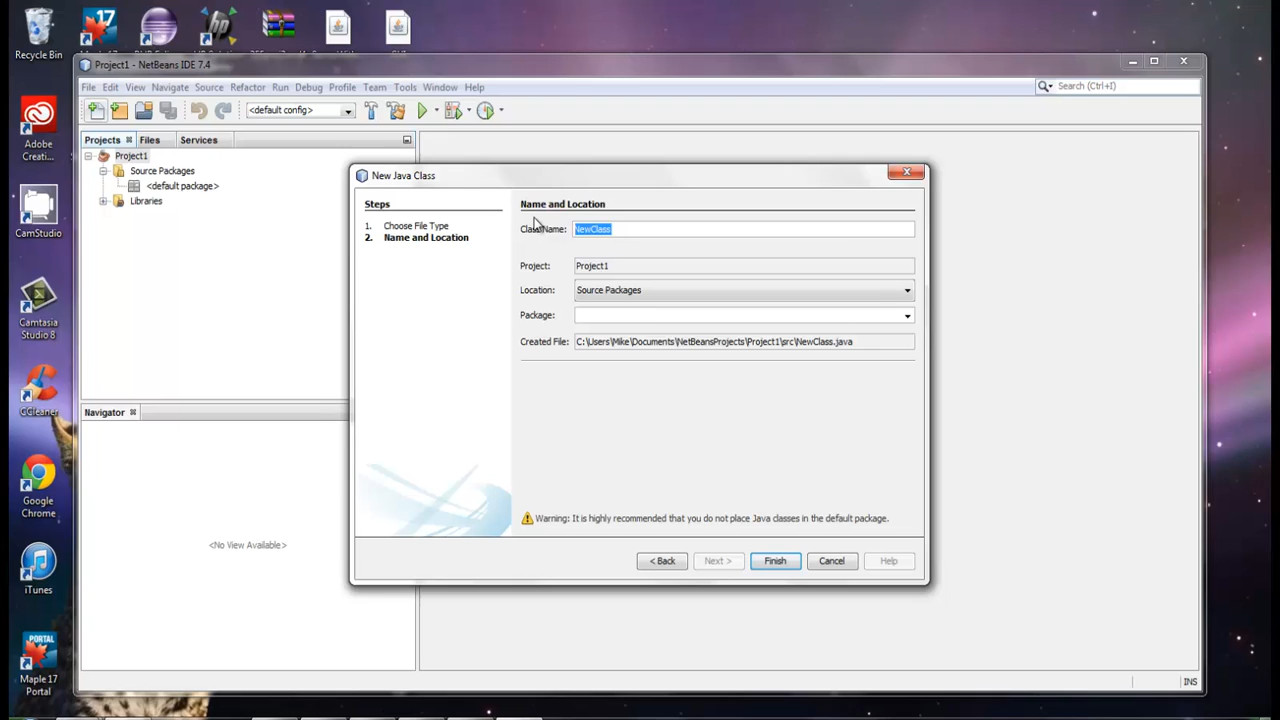 Recycle Bin
Project1 - NetBeans IDE 7.4
File Edit View Navigate Source Refactor Run Debug Profile Team Tools Window Help
Search (Ctrl+I)
<default config>
Adobe
Creati...
Projects Files Services
Project1
Source Packages
<default package>
Libraries
New Java Class
Steps
1. Choose File Type
2. Name and Location
Name and Location
Class Name: NewClass
Project: Project1
Location: Source Packages
Package:
Created File: C:\Users\Mike\Documents\NetBeansProjects\Project1\src\NewClass.java
Warning: It is highly recommended that you do not place Java classes in the default package.
< Back Next > Finish Cancel Help
CamStudio
Camtasia
Studio 8
CCleaner
Navigator
<No View Available>
Google
Chrome
iTunes
PORTAL
Maple 17
Portal
INS